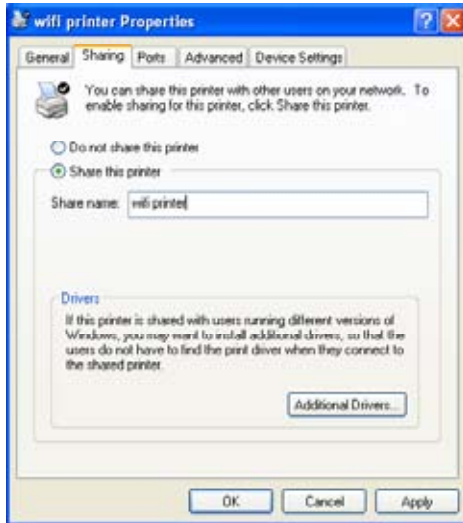 wifi printer Properties
General Sharing Ports Advanced Device Settings
You can share this printer with other users on your network. To
enable sharing for this printer, click Share this printer.
Do not share this printer
Share this printer
Share name: wifi printer
Drivers
If this printer is shared with users running different versions of
Windows, you may want to install additional drivers, so that the
users do not have to find the print driver when they connect to
the shared printer.
Additional Drivers...
OK Cancel Apply